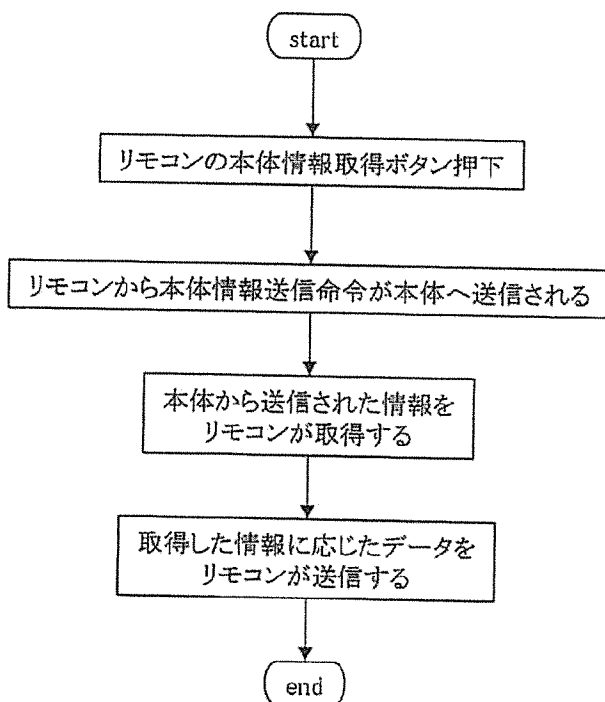 start
リモコンの本体情報取得ボタン押下
リモコンから本体情報送信命令が本体へ送信される
本体から送信された情報を
リモコンが取得する
取得した情報に応じたデータを
リモコンが送信する
end